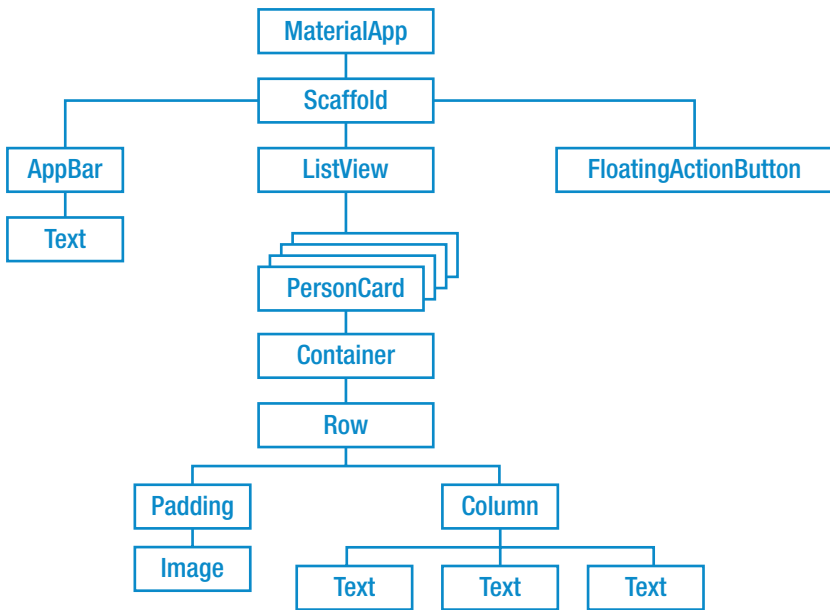 MaterialApp
Scaffold
AppBar
ListView
FloatingActionButton
Text
PersonCard
Container
Row
Padding
Column
Image
Text
Text
Text